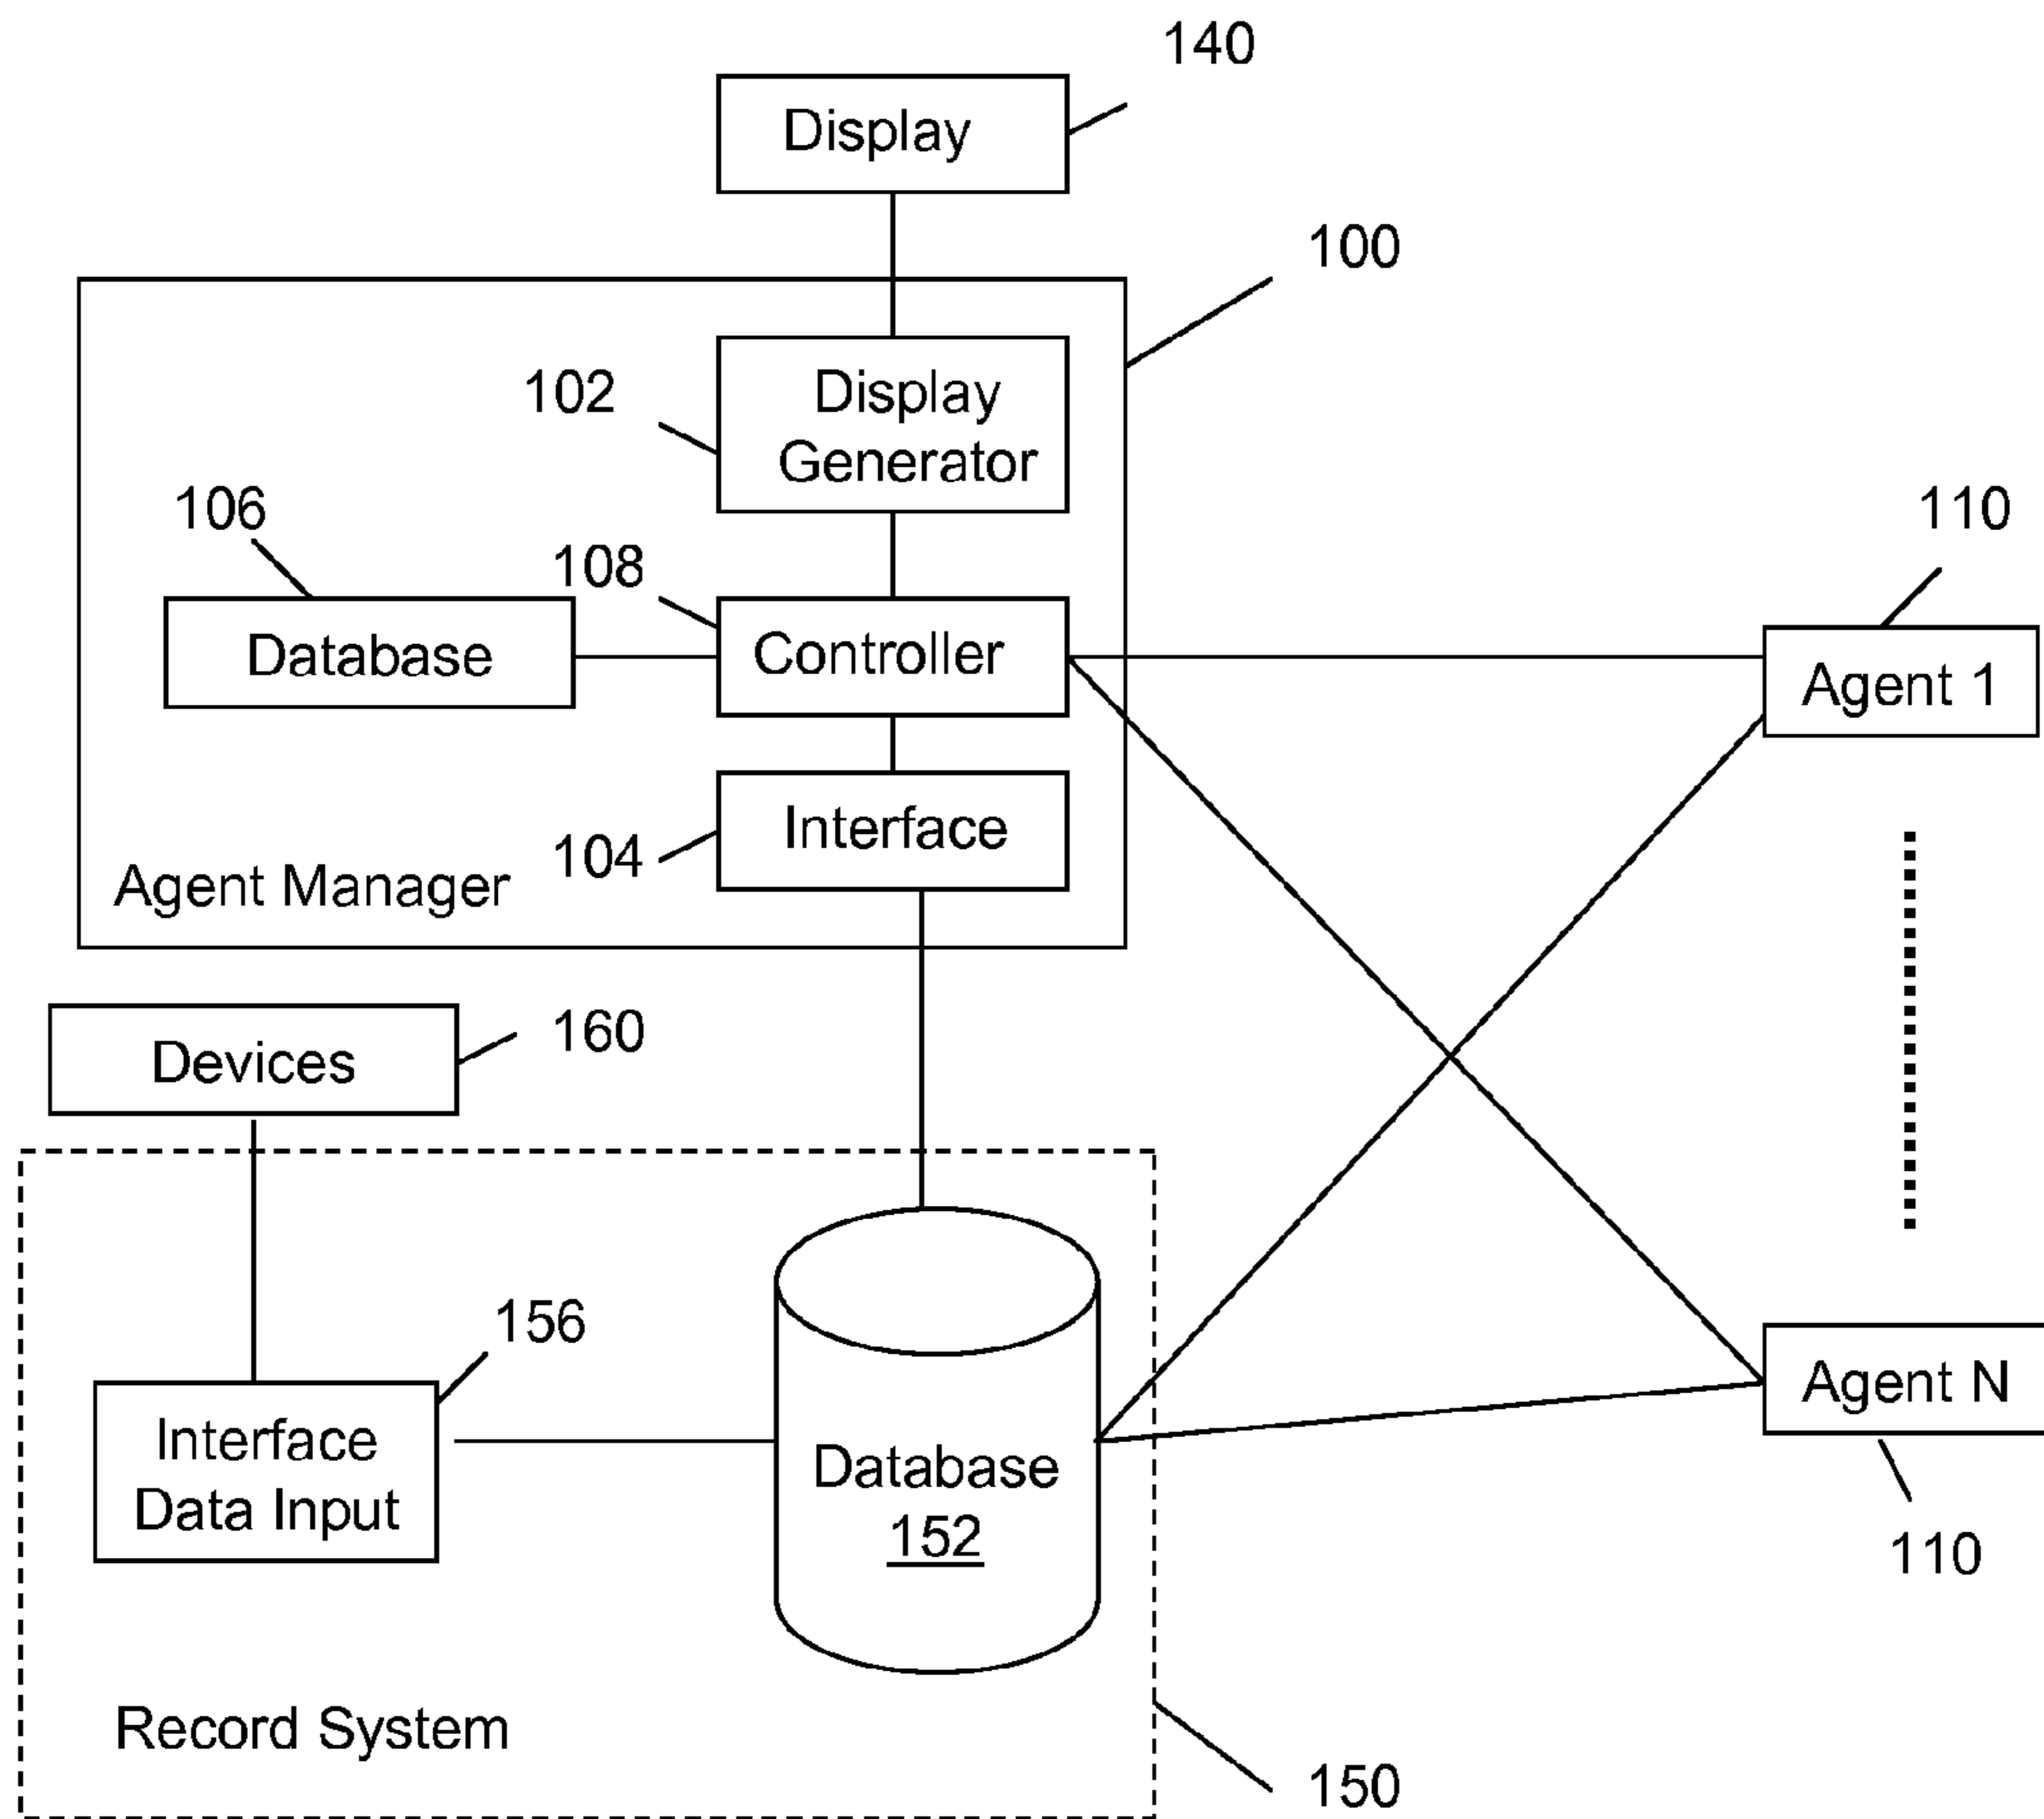 140
Display
100
102
Display
Generator
106
108
110
Database
Controller
Agent 1
104
Interface
Agent Manager
Devices
160
156
Agent N
Interface
Data Input
Database
152
110
Record System
150